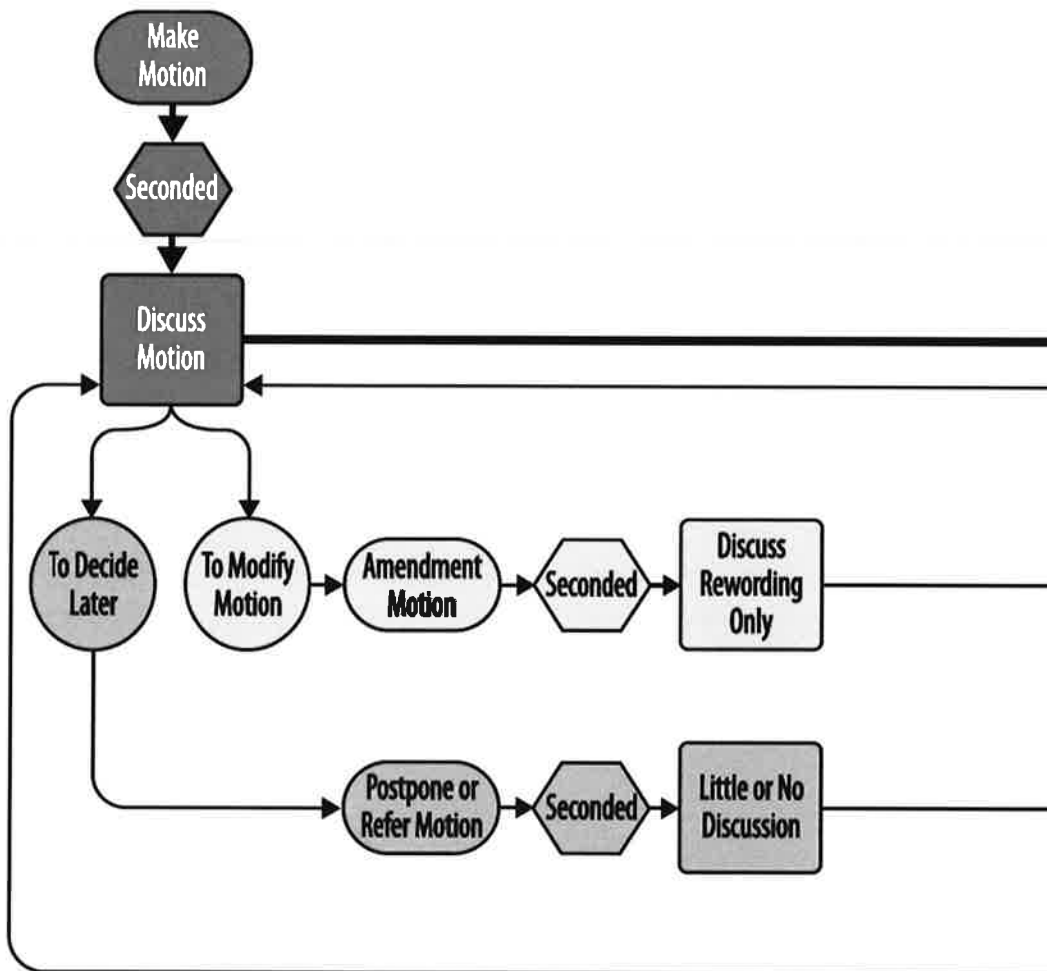 Make
Motion
Seconded
Discuss
Motion
To Decide
Later
To Modify
Motion
Amendment
Motion
Seconded
Discuss
Rewording
Only
Postpone or
Refer Motion
Seconded
Little or No
Discussion